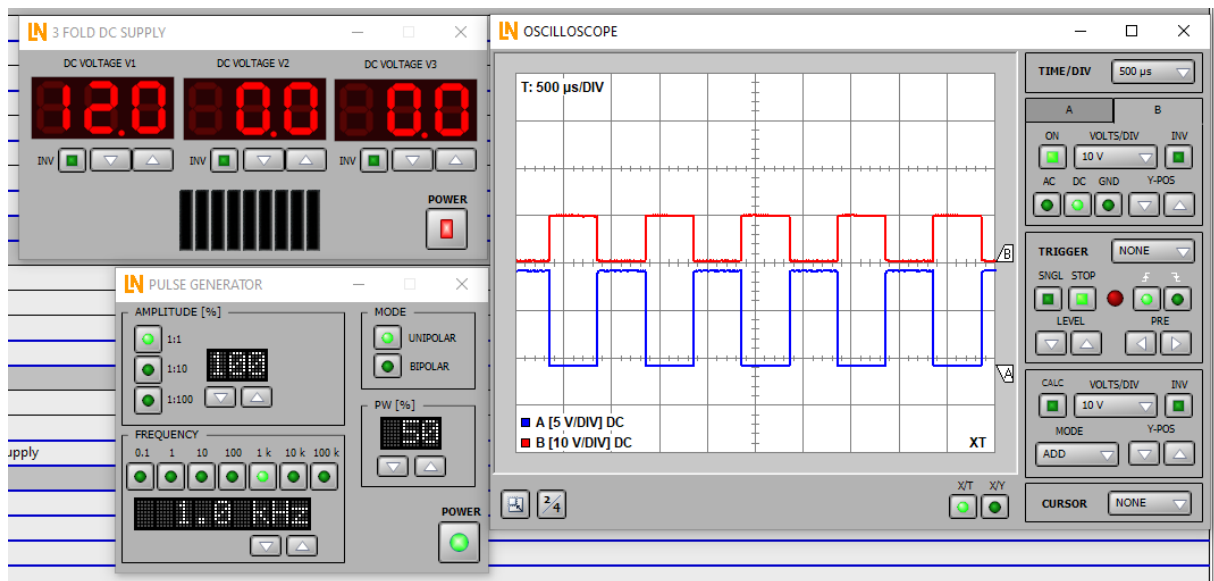 LN 3 FOLD DC SUPPLY
DC VOLTAGE V1 DC VOLTAGE V2 DC VOLTAGE V3
12.0 0.0 0.0
INV INV INV
POWER
LN OSCILLOSCOPE
T: 500 µs/DIV
B
A
A [5 V/DIV] DC
B [10 V/DIV] DC
XT
2/4
X/T X/Y
TIME/DIV 500 µs
A B
ON VOLTS/DIV INV
10 V
AC DC GND Y-POS
TRIGGER NONE
SNGL STOP
LEVEL PRE
CALC VOLTS/DIV INV
10 V
MODE Y-POS
ADD
CURSOR NONE
LN PULSE GENERATOR
AMPLITUDE [%]
1:1
1:10
1:100
100
MODE
UNIPOLAR
BIPOLAR
PW [%]
50
FREQUENCY
0.1 1 10 100 1 k 10 k 100 k
1.0 kHz
POWER
upply